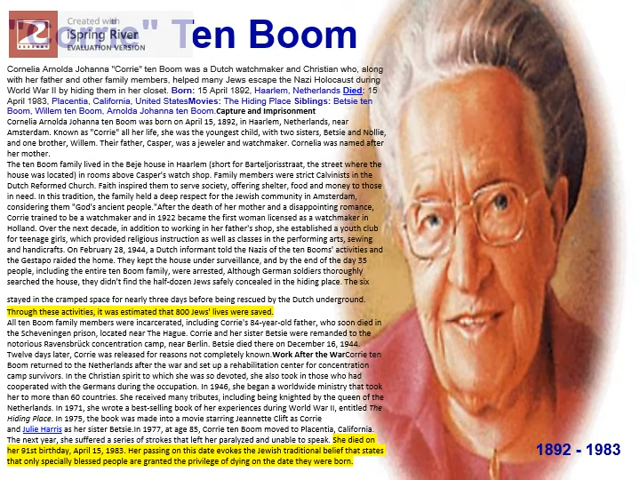 "Corrie" Ten Boom
Created with
iSpring River
EVALUATION VERSION
Cornelia Arnolda Johanna "Corrie" ten Boom was a Dutch watchmaker and Christian who, along
with her father and other family members, helped many Jews escape the Nazi Holocaust during
World War II by hiding them in her closet. Born: 15 April 1892, Haarlem, Netherlands Died: 15
April 1983, Placentia, California, United StatesMovies: The Hiding Place Siblings: Betsie ten
Boom, Willem ten Boom, Arnolda Johanna ten Boom.Capture and Imprisonment
Cornelia Arnolda Johanna ten Boom was born on April 15, 1892, in Haarlem, Netherlands, near
Amsterdam. Known as "Corrie" all her life, she was the youngest child, with two sisters, Betsie and Nollie,
and one brother, Willem. Their father, Casper, was a jeweler and watchmaker. Cornelia was named after
her mother.
The ten Boom family lived in the Beje house in Haarlem (short for Barteljorisstraat, the street where the
house was located) in rooms above Casper's watch shop. Family members were strict Calvinists in the
Dutch Reformed Church. Faith inspired them to serve society, offering shelter, food and money to those
in need. In this tradition, the family held a deep respect for the Jewish community in Amsterdam,
considering them "God's ancient people."After the death of her mother and a disappointing romance,
Corrie trained to be a watchmaker and in 1922 became the first woman licensed as a watchmaker in
Holland. Over the next decade, in addition to working in her father's shop, she established a youth club
for teenage girls, which provided religious instruction as well as classes in the performing arts, sewing
and handicrafts. On February 28, 1944, a Dutch informant told the Nazis of the ten Booms' activities and
the Gestapo raided the home. They kept the house under surveillance, and by the end of the day 35
people, including the entire ten Boom family, were arrested, Although German soldiers thoroughly
searched the house, they didn't find the half-dozen Jews safely concealed in the hiding place. The six
stayed in the cramped space for nearly three days before being rescued by the Dutch underground.
Through these activities, it was estimated that 800 Jews' lives were saved.
All ten Boom family members were incarcerated, including Corrie's 84-year-old father, who soon died in
the Scheveningen prison, located near The Hague. Corrie and her sister Betsie were remanded to the
notorious Ravensbrück concentration camp, near Berlin. Betsie died there on December 16, 1944.
Twelve days later, Corrie was released for reasons not completely known.Work After the WarCorrie ten
Boom returned to the Netherlands after the war and set up a rehabilitation center for concentration
camp survivors. In the Christian spirit to which she was so devoted, she also took in those who had
cooperated with the Germans during the occupation. In 1946, she began a worldwide ministry that took
her to more than 60 countries. She received many tributes, including being knighted by the queen of the
Netherlands. In 1971, she wrote a best-selling book of her experiences during World War II, entitled The
Hiding Place. In 1975, the book was made into a movie starring Jeannette Clift as Corrie
and Julie Harris as her sister Betsie.In 1977, at age 85, Corrie ten Boom moved to Placentia, California.
The next year, she suffered a series of strokes that left her paralyzed and unable to speak. She died on
her 91st birthday, April 15, 1983. Her passing on this date evokes the Jewish traditional belief that states
that only specially blessed people are granted the privilege of dying on the date they were born.
1892 - 1983